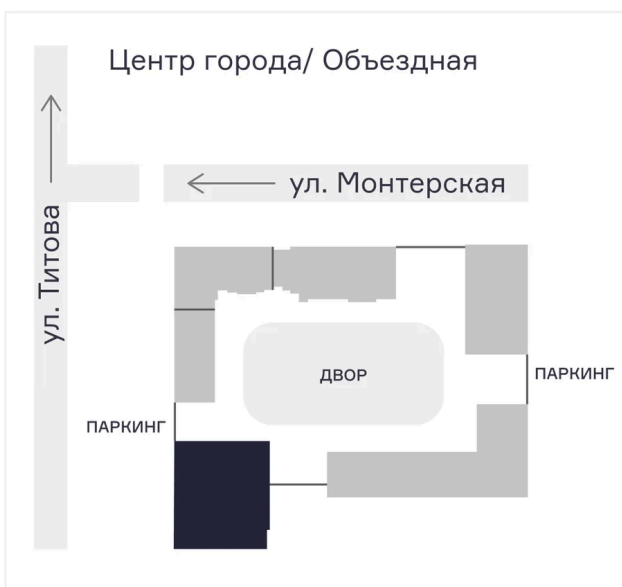 Центр города/ Объездная
ул. Монтерская
ул. Титова
ДВОР
ПАРКИНГ
ПАРКИНГ